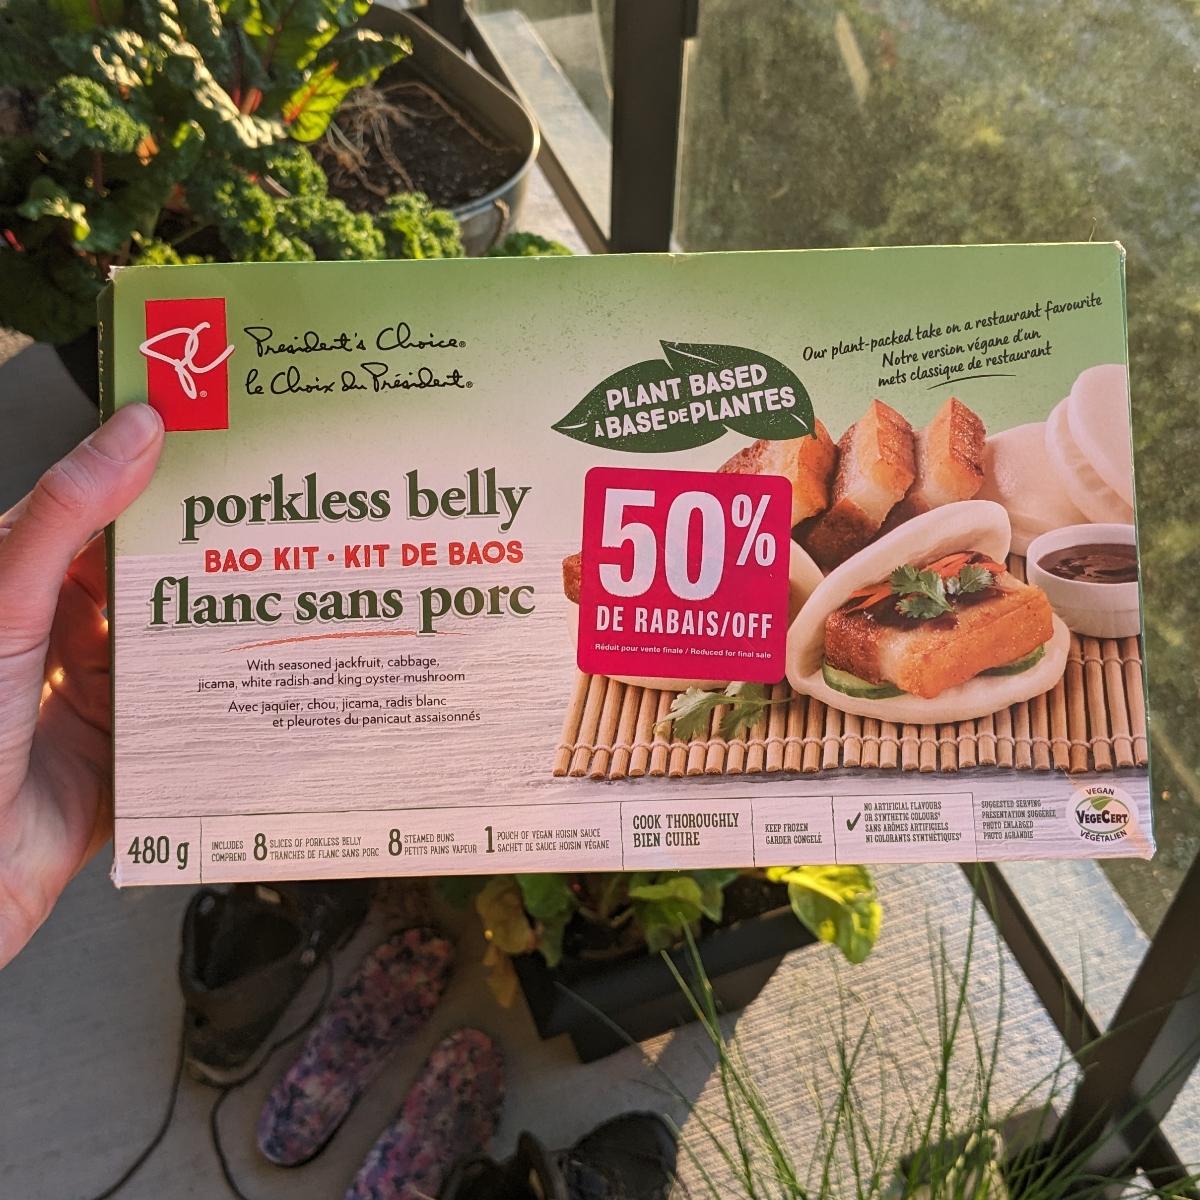 PC®
President's Choice®
le Choix du Président®
Our plant-packed take on a restaurant favourite
Notre version végane d'un
mets classique de restaurant
PLANT BASED
À BASE DE PLANTES
porkless belly
BAO KIT • KIT DE BAOS
flanc sans porc
With seasoned jackfruit, cabbage,
jicama, white radish and king oyster mushroom
Avec jaquier, chou, jicama, radis blanc
et pleurotes du panicaut assaisonnés
50%
DE RABAIS/OFF
Réduit pour vente finale / Reduced for final sale
480 g
INCLUDES
COMPREND
8 SLICES OF PORKLESS BELLY
TRANCHES DE FLANC SANS PORC
8 STEAMED BUNS
PETITS PAINS VAPEUR
1 POUCH OF VEGAN HOISIN SAUCE
SACHET DE SAUCE HOISIN VÉGANE
COOK THOROUGHLY
BIEN CUIRE
KEEP FROZEN
GARDER CONGELÉ
NO ARTIFICIAL FLAVOURS
OR SYNTHETIC COLOURS†
SANS ARÔMES ARTIFICIELS
NI COLORANTS SYNTHÉTIQUES†
SUGGESTED SERVING
PRÉSENTATION SUGGÉRÉE
PHOTO ENLARGED
PHOTO AGRANDIE
VEGAN
VEGECERT
VÉGÉTALIEN